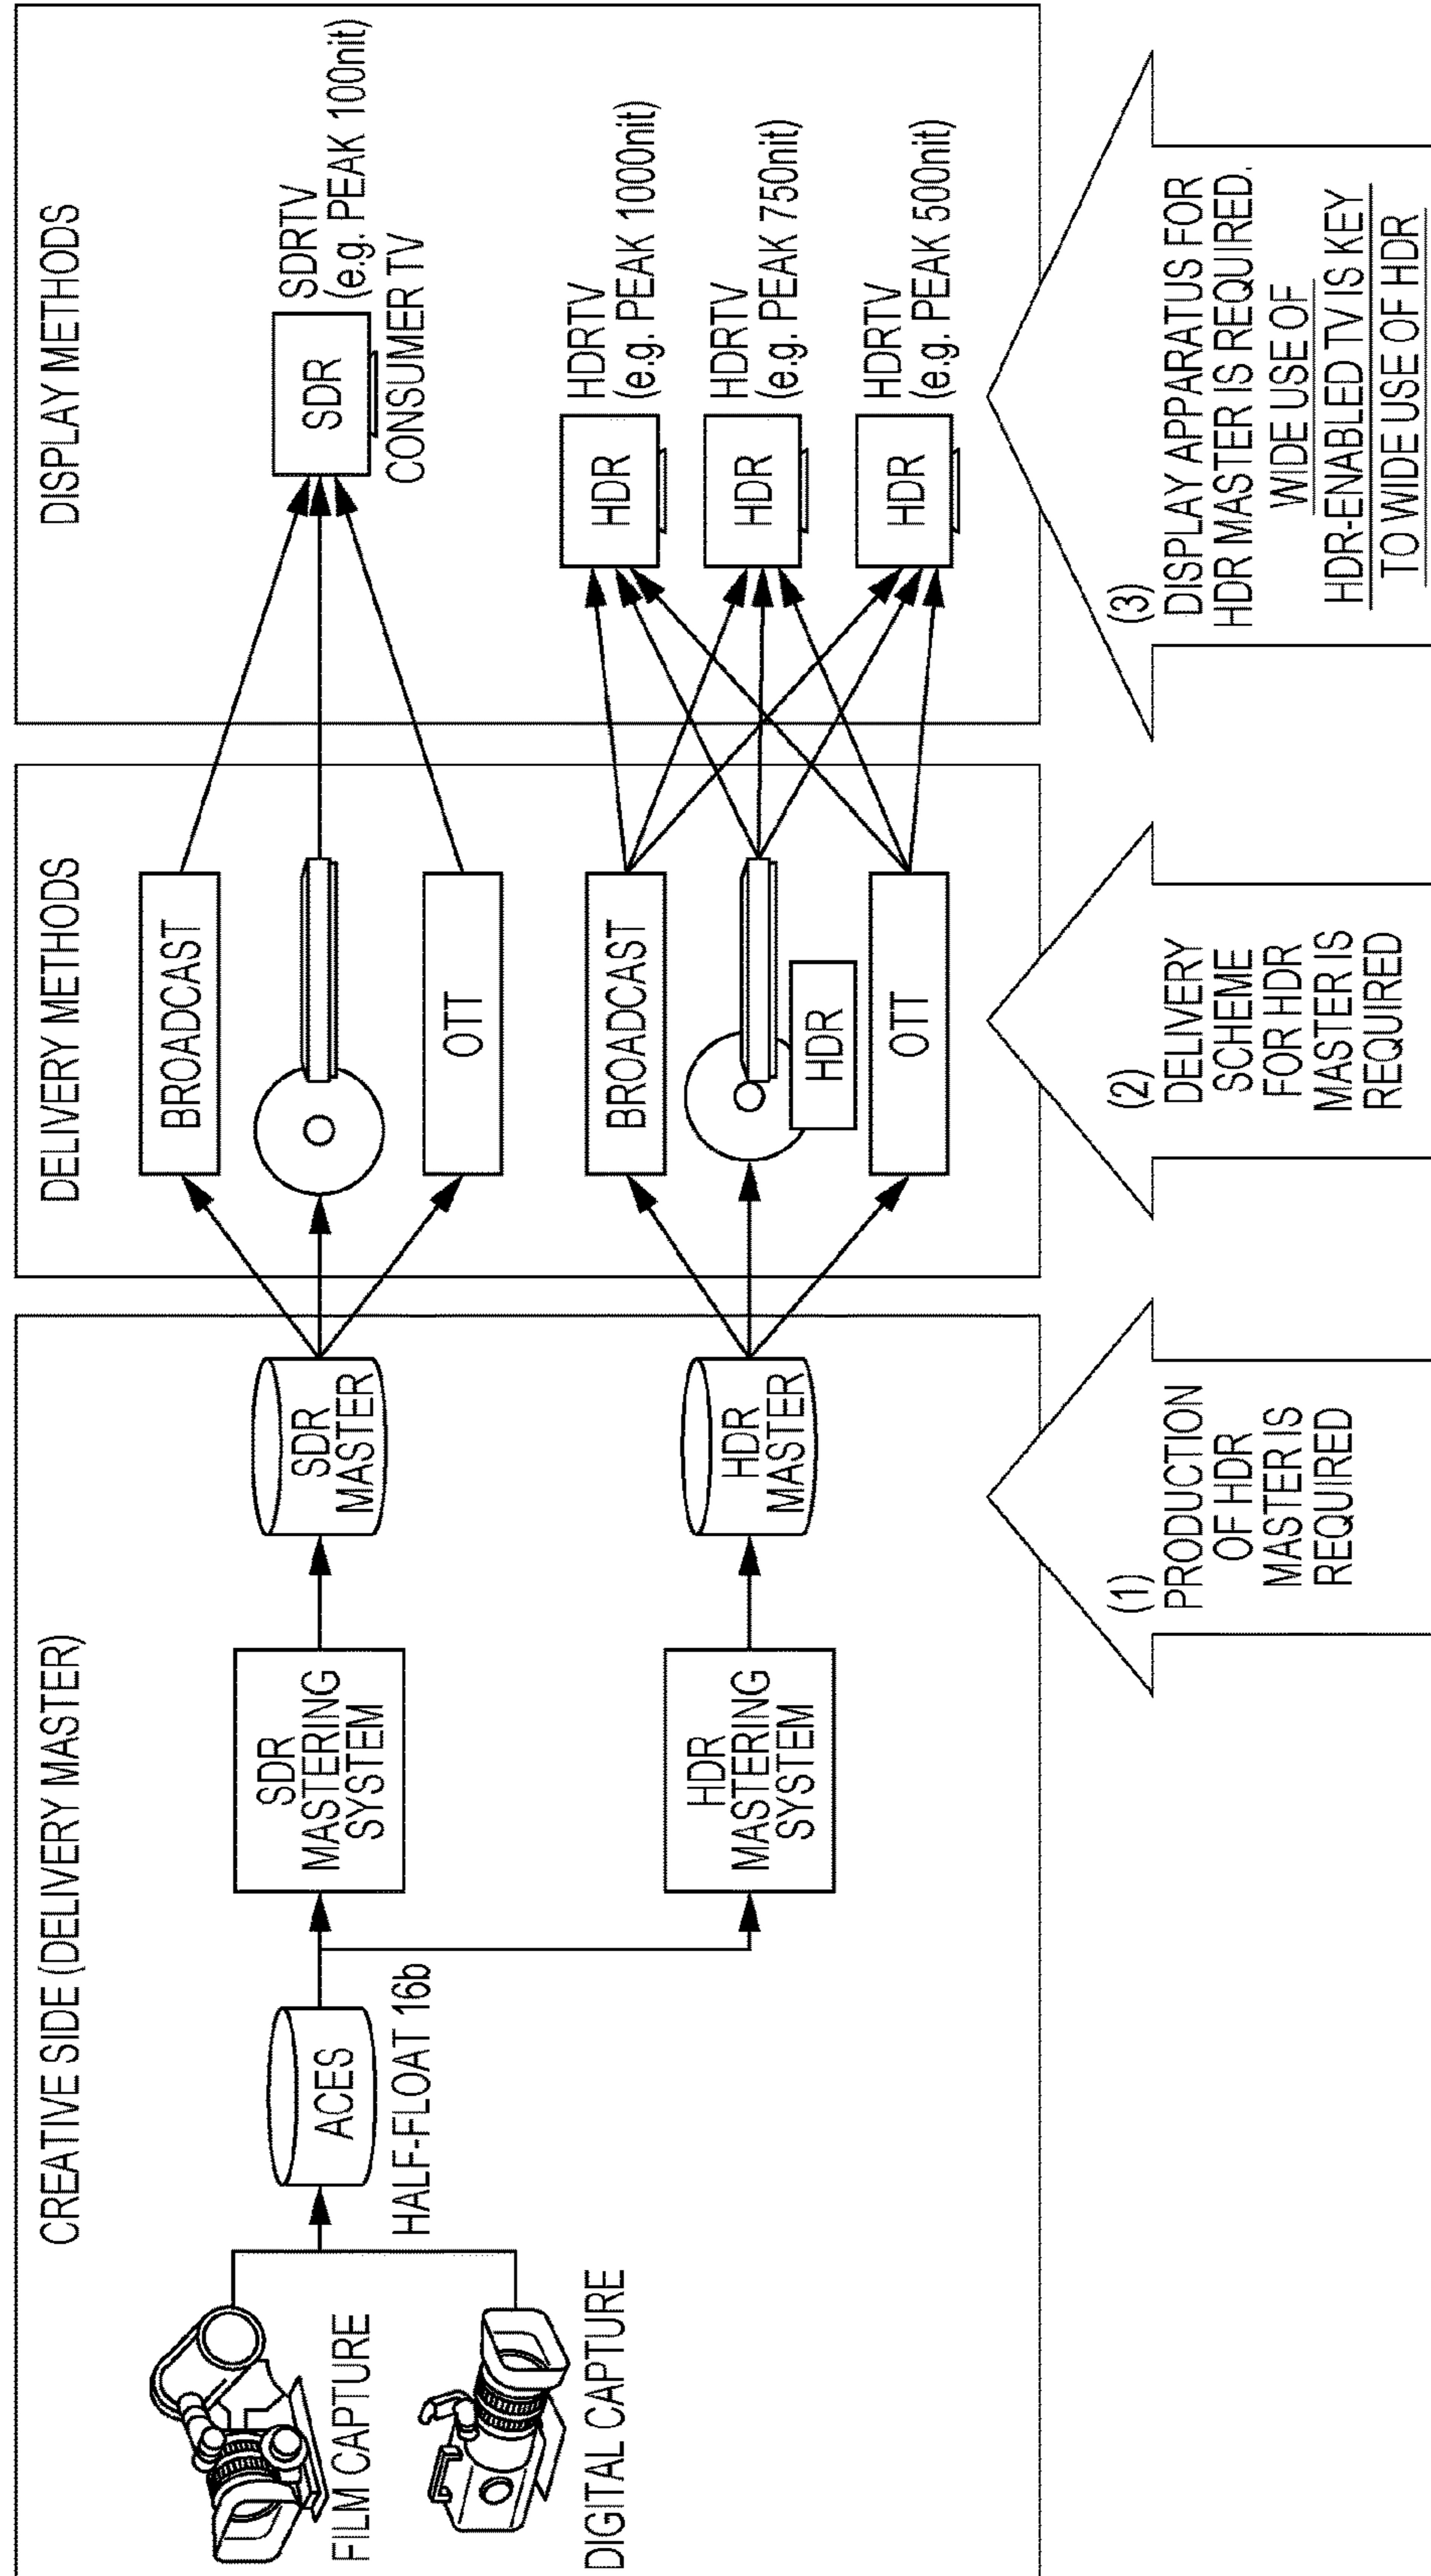 CREATIVE SIDE (DELIVERY MASTER)
FILM CAPTURE
DIGITAL CAPTURE
ACES
HALF-FLOAT 16b
SDR
MASTERING
SYSTEM
SDR
MASTER
HDR
MASTERING
SYSTEM
HDR
MASTER
DELIVERY METHODS
BROADCAST
OTT
BROADCAST
HDR
OTT
DISPLAY METHODS
SDR
SDRTV
(e.g. PEAK 100nit)
CONSUMER TV
HDR
HDRTV
(e.g. PEAK 1000nit)
HDR
HDRTV
(e.g. PEAK 750nit)
HDR
HDRTV
(e.g. PEAK 500nit)
(1)
PRODUCTION
OF HDR
MASTER IS
REQUIRED
(2)
DELIVERY
SCHEME
FOR HDR
MASTER IS
REQUIRED
(3)
DISPLAY APPARATUS FOR
HDR MASTER IS REQUIRED.
WIDE USE OF
HDR-ENABLED TV IS KEY
TO WIDE USE OF HDR